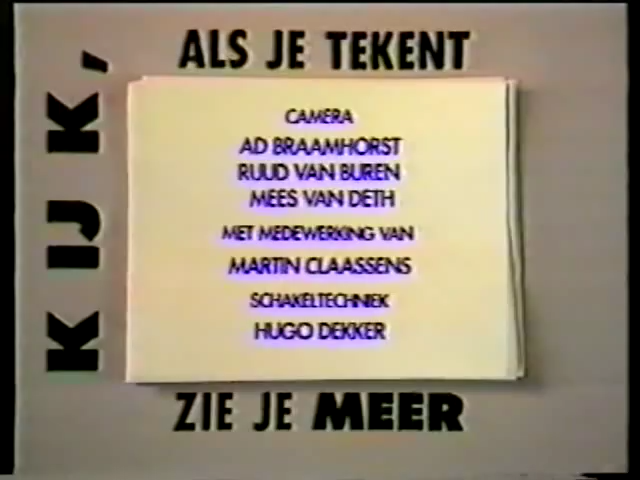 KIJK,
ALS JE TEKENT
CAMERA
AD BRAAMHORST
RUUD VAN BUREN
MEES VAN DETH
MET MEDEWERKING VAN
MARTIN CLAASSENS
SCHAKELTECHNIEK
HUGO DEKKER
ZIE JE MEER